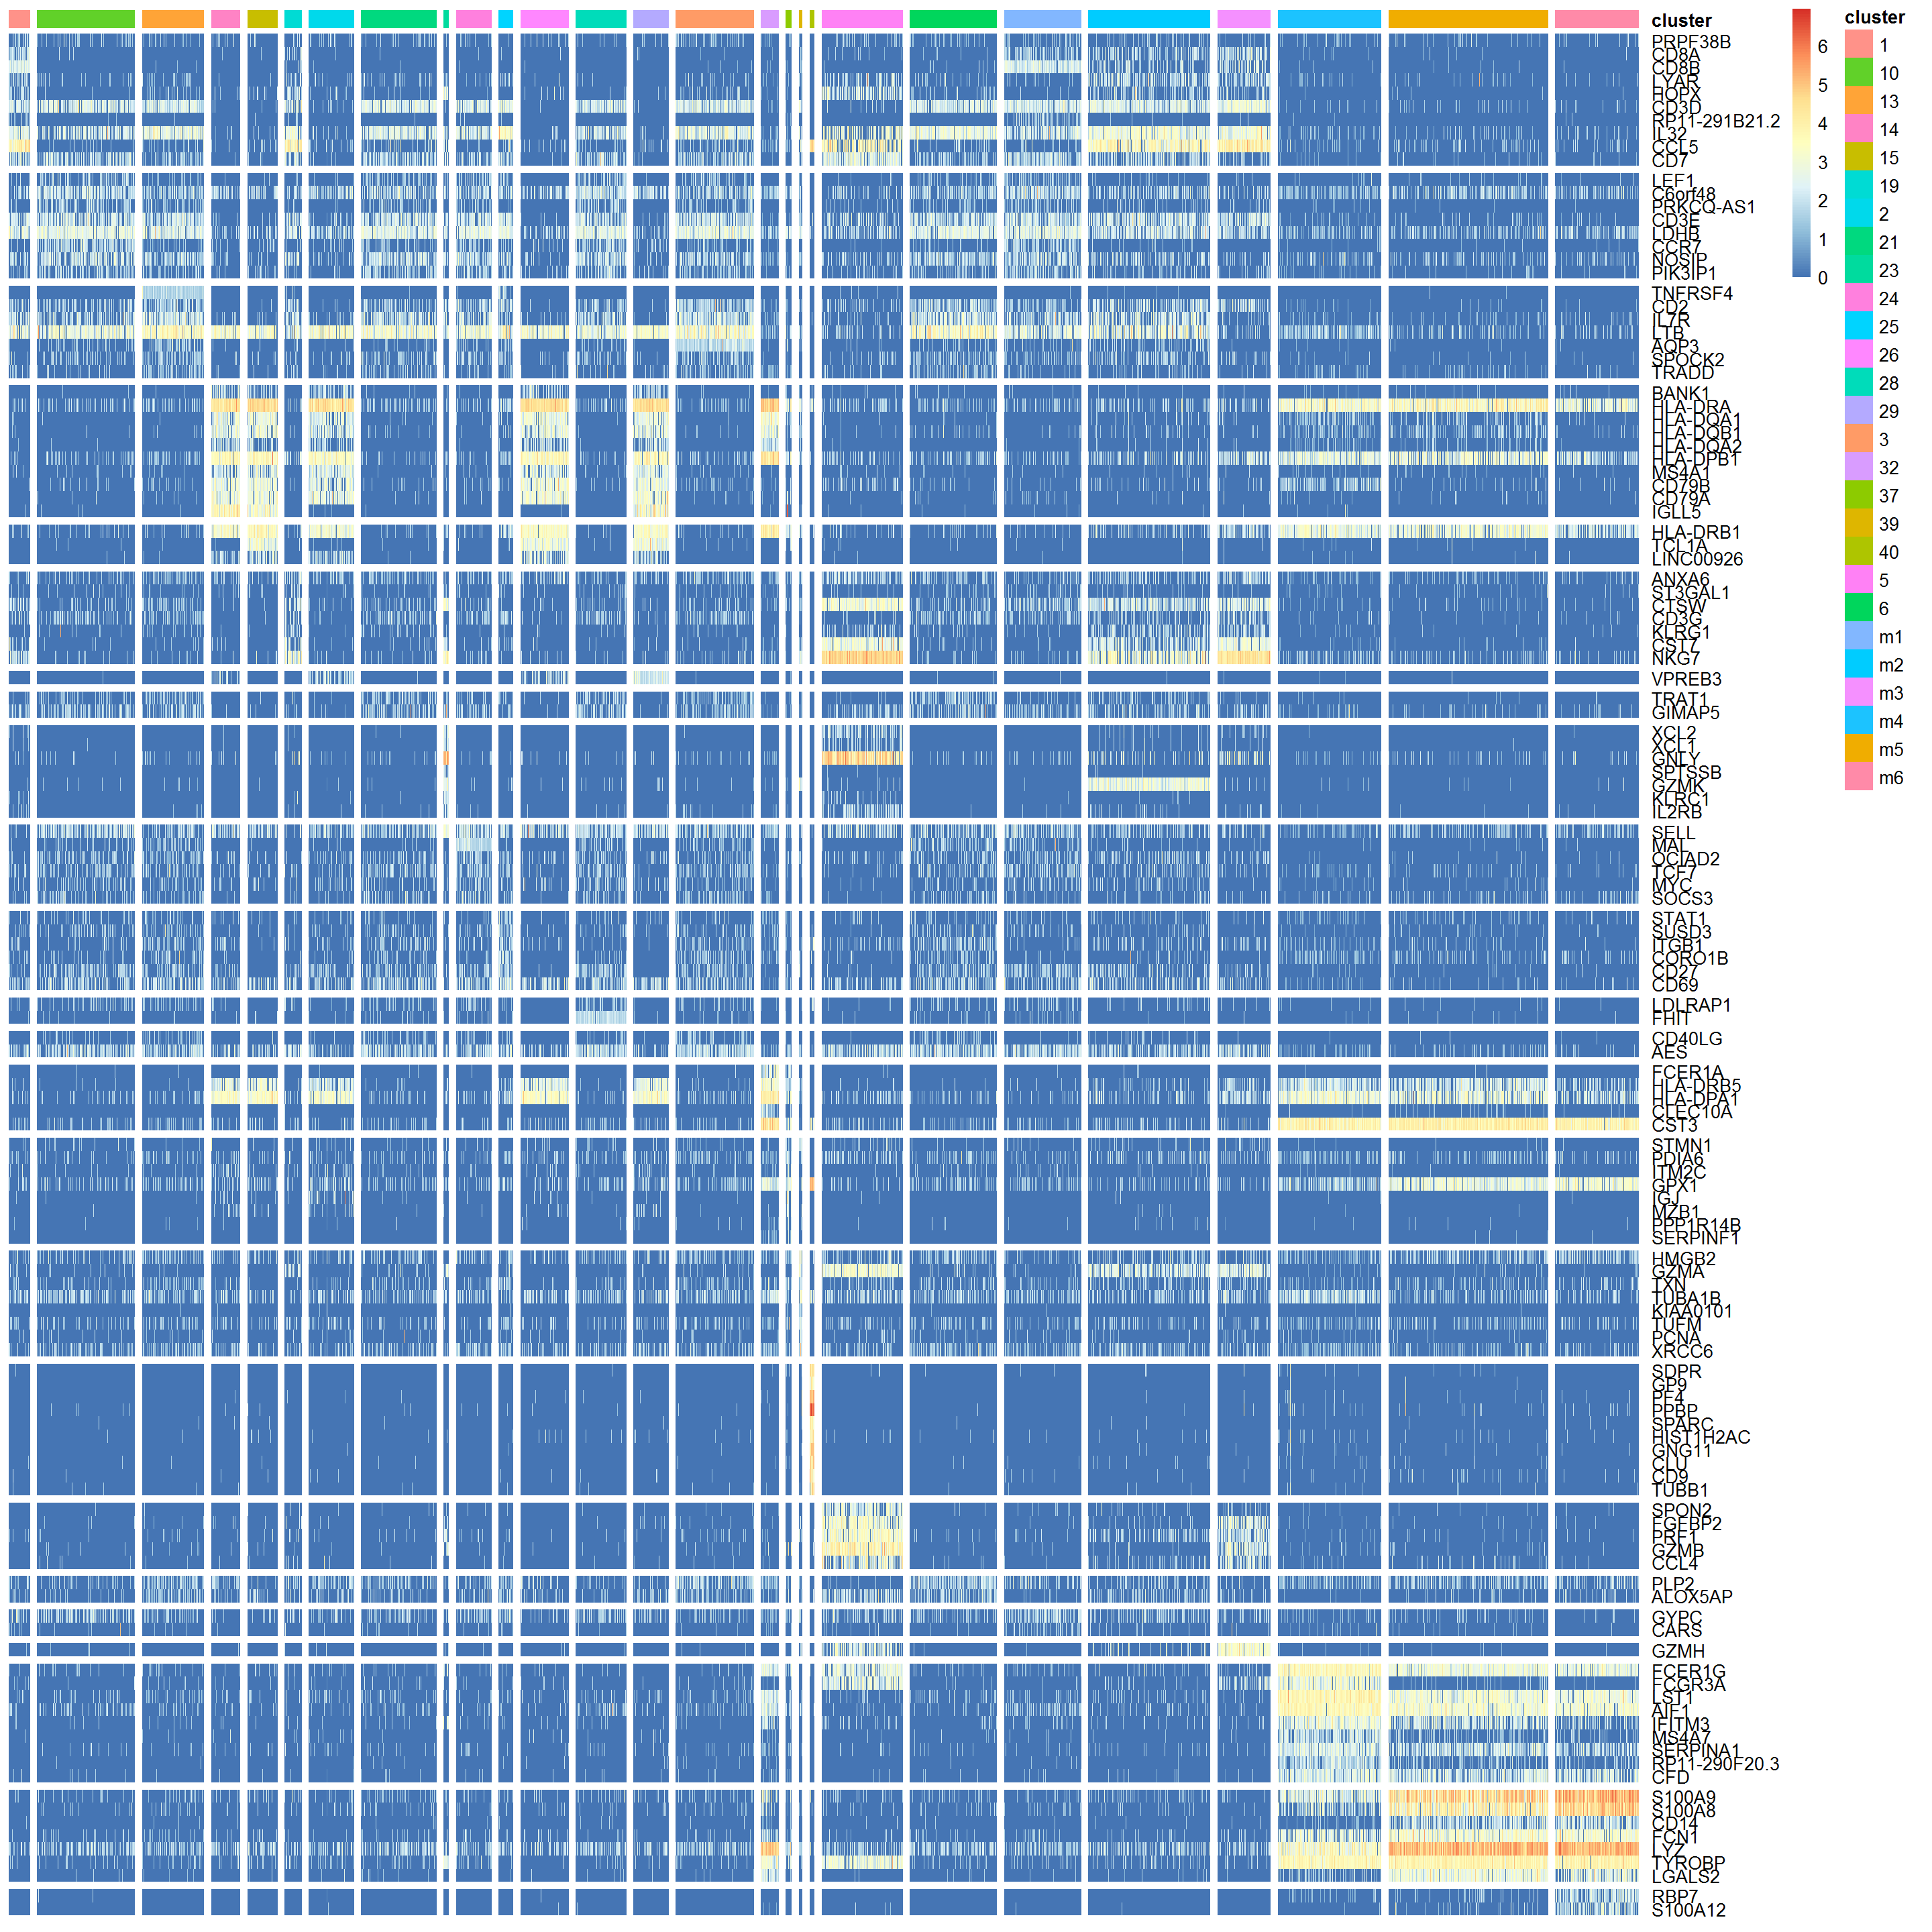 cluster
PRPF38B
CD8A
CD8B
LYAR
HOPX
CD3D
RP11-291B21.2
IL32
CCL5
CD7
LEF1
C6orf48
PRKCQ-AS1
CD3E
LDHB
CCR7
NOSIP
PIK3IP1
TNFRSF4
CD2
IL7R
LTB
AQP3
SPOCK2
TRADD
BANK1
HLA-DRA
HLA-DQA1
HLA-DQB1
HLA-DQA2
HLA-DPB1
MS4A1
CD79B
CD79A
IGLL5
HLA-DRB1
TCL1A
LINC00926
ANXA6
ST3GAL1
CTSW
CD3G
KLRG1
CST7
NKG7
VPREB3
TRAT1
GIMAP5
XCL2
XCL1
GNLY
SPTSSB
GZMK
KLRC1
IL2RB
SELL
MAL
OCIAD2
TCF7
MYC
SOCS3
STAT1
SUSD3
ITGB1
CORO1B
CD27
CD69
LDLRAP1
FHIT
CD40LG
AES
FCER1A
HLA-DRB5
HLA-DPA1
CLEC10A
CST3
STMN1
PDIA6
ITM2C
GPX1
IGJ
MZB1
PPP1R14B
SERPINF1
HMGB2
GZMA
TXN
TUBA1B
KIAA0101
TUFM
PCNA
XRCC6
SDPR
GP9
PF4
PPBP
SPARC
HIST1H2AC
GNG11
CLU
CD9
TUBB1
SPON2
FGFBP2
PRF1
GZMB
CCL4
PLP2
ALOX5AP
GYPC
CARS
GZMH
FCER1G
FCGR3A
LST1
AIF1
IFITM3
MS4A7
SERPINA1
RP11-290F20.3
CFD
S100A9
S100A8
CD14
FCN1
LYZ
TYROBP
LGALS2
RBP7
S100A12
6
5
4
3
2
1
0
cluster
1
10
13
14
15
19
2
21
23
24
25
26
28
29
3
32
37
39
40
5
6
m1
m2
m3
m4
m5
m6